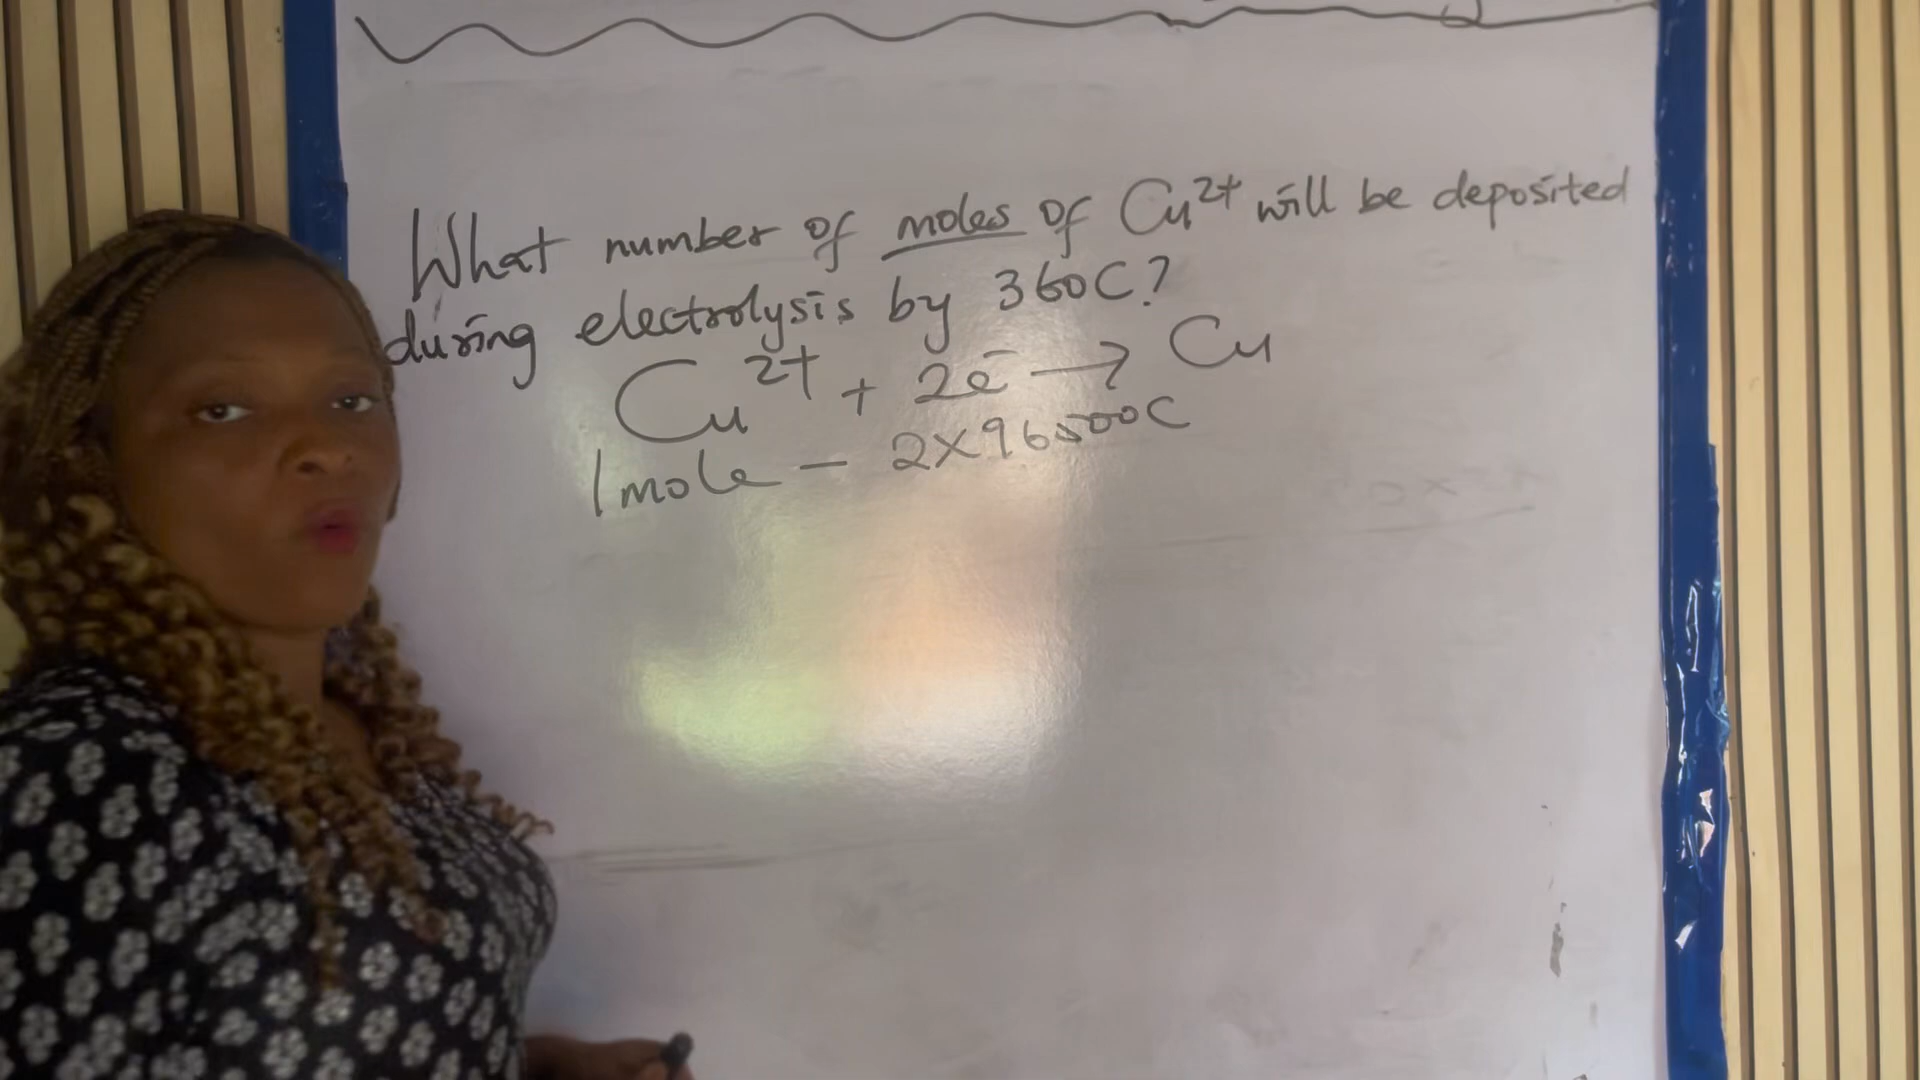 What number of moles of Cu²⁺ will be deposited
during electrolysis by 360C?
Cu²⁺ + 2e⁻ → Cu
1mole — 2×96500C